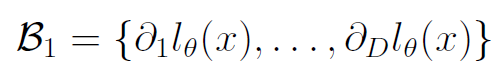 𝓑₁ = {∂₁l_θ(x), . . . , ∂_D l_θ(x)}